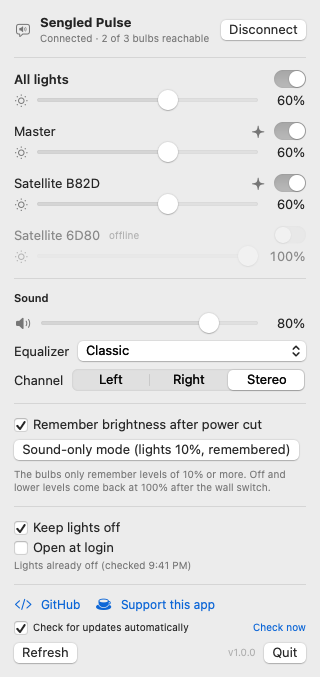 Sengled Pulse
Connected · 2 of 3 bulbs reachable
Disconnect
All lights
60%
Master
60%
Satellite B82D
60%
Satellite 6D80 offline
100%
Sound
80%
Equalizer Classic
Channel Left Right Stereo
Remember brightness after power cut
Sound-only mode (lights 10%, remembered)
The bulbs only remember levels of 10% or more. Off and
lower levels come back at 100% after the wall switch.
Keep lights off
Open at login
Lights already off (checked 9:41 PM)
</> GitHub Support this app
Check for updates automatically Check now
Refresh v1.0.0 Quit